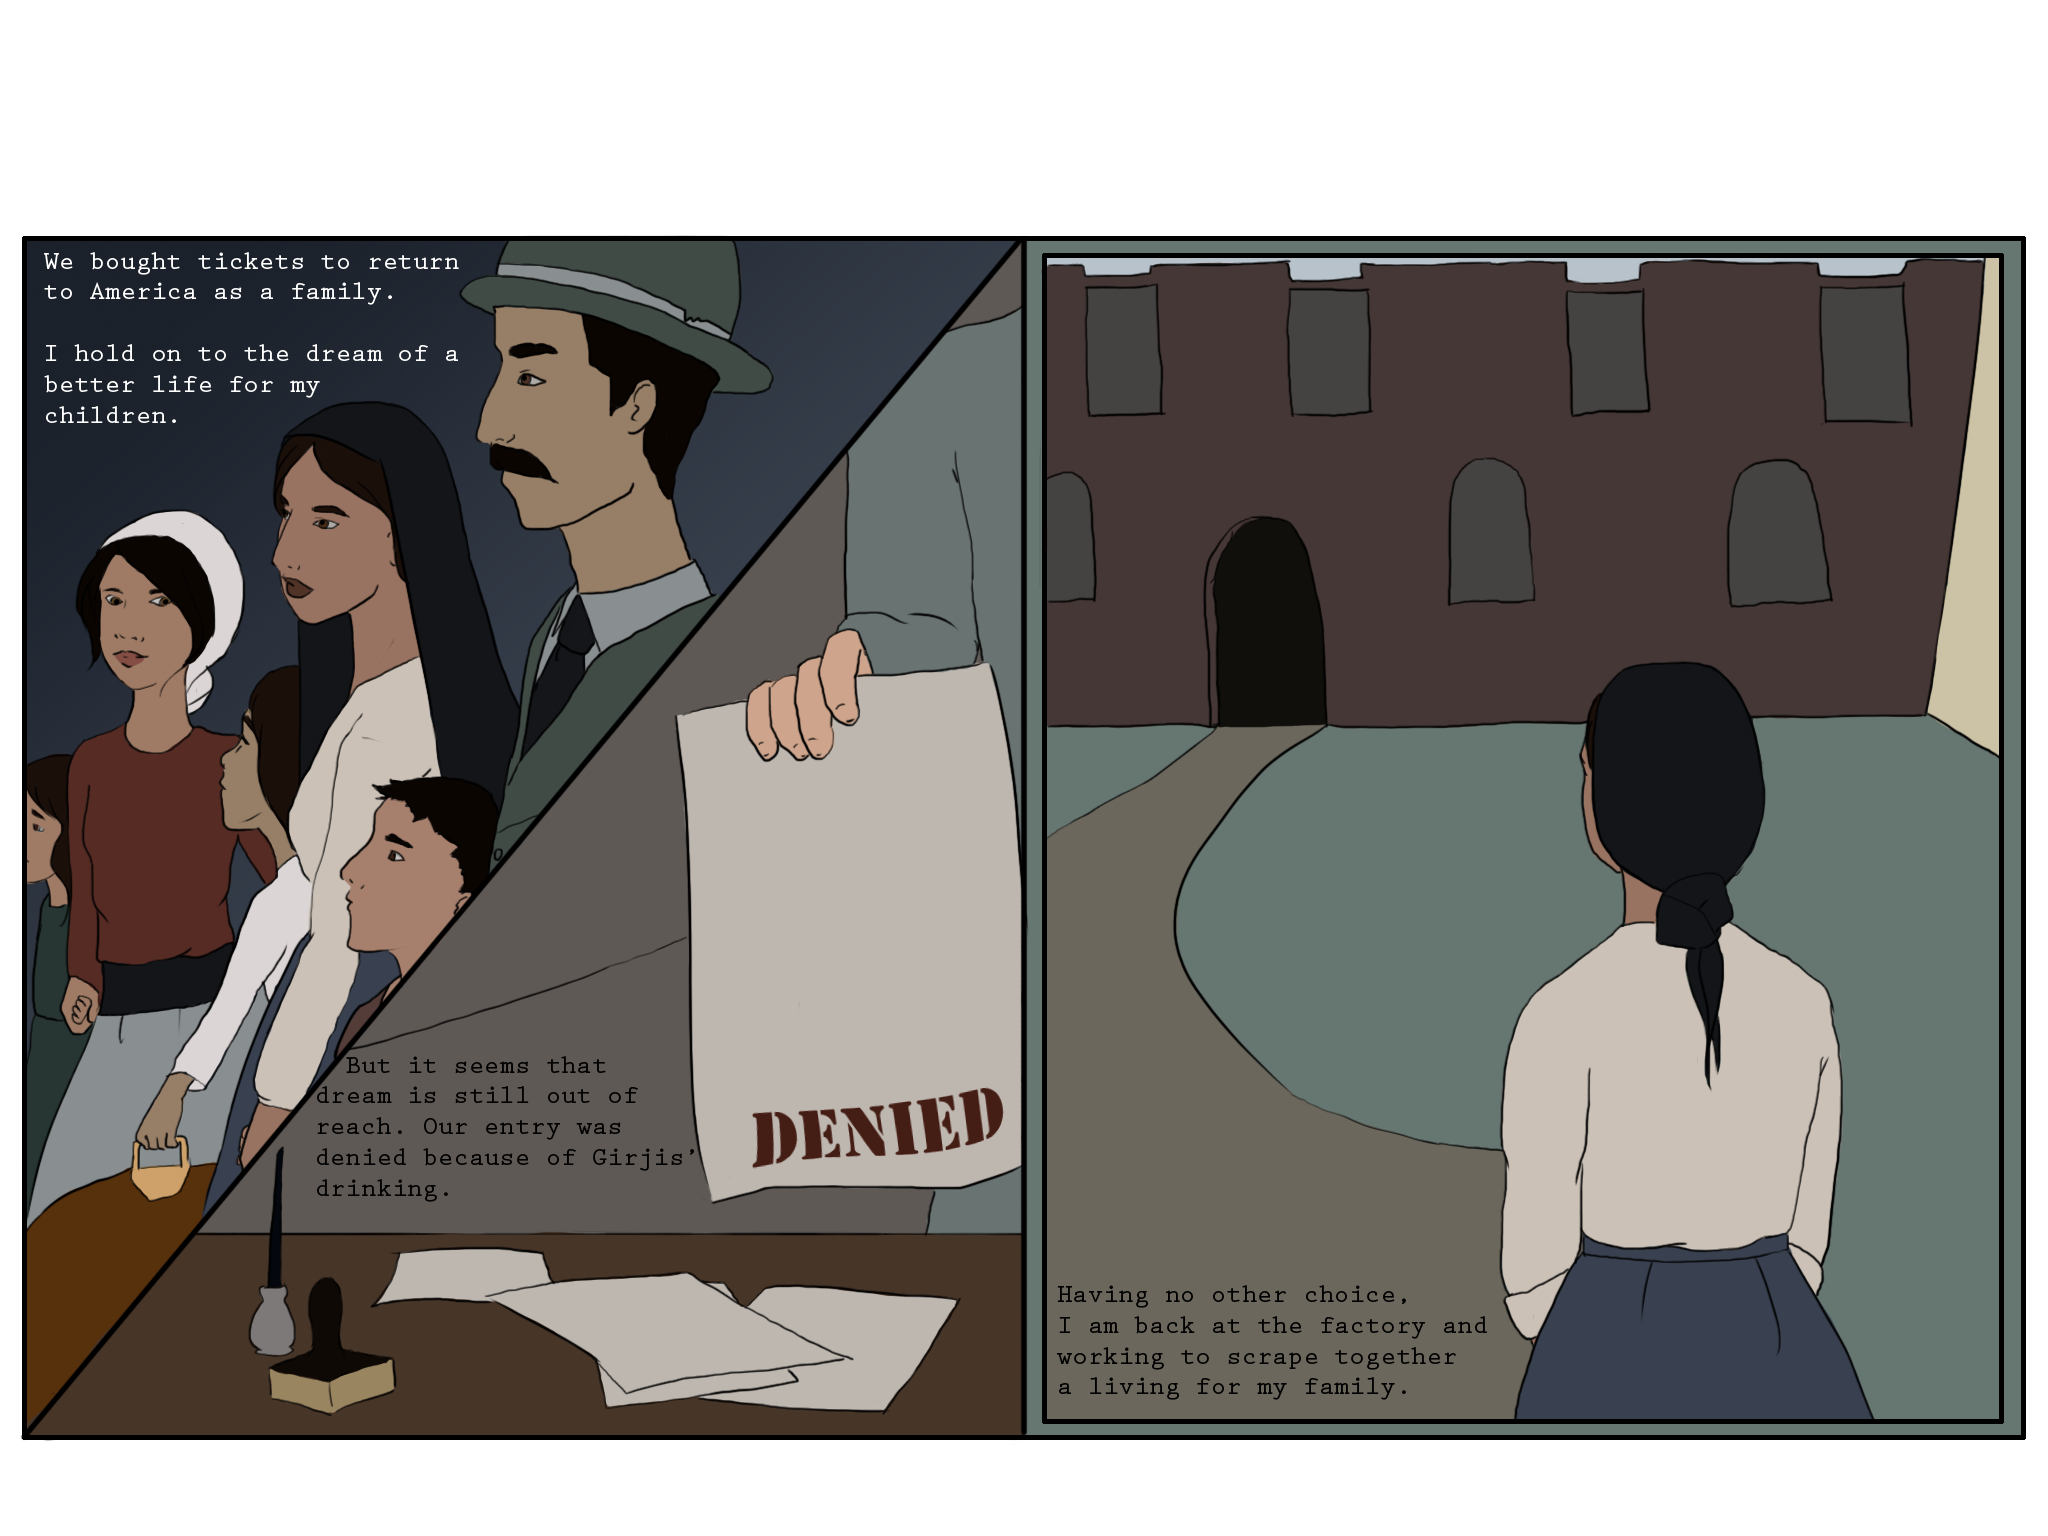 We bought tickets to return
to America as a family.
I hold on to the dream of a
better life for my
children.
But it seems that
dream is still out of
reach. Our entry was
denied because of Girjis'
drinking.
DENIED
Having no other choice,
I am back at the factory and
working to scrape together
a living for my family.